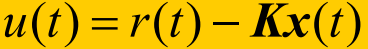 u(t) = r(t) − Kx(t)